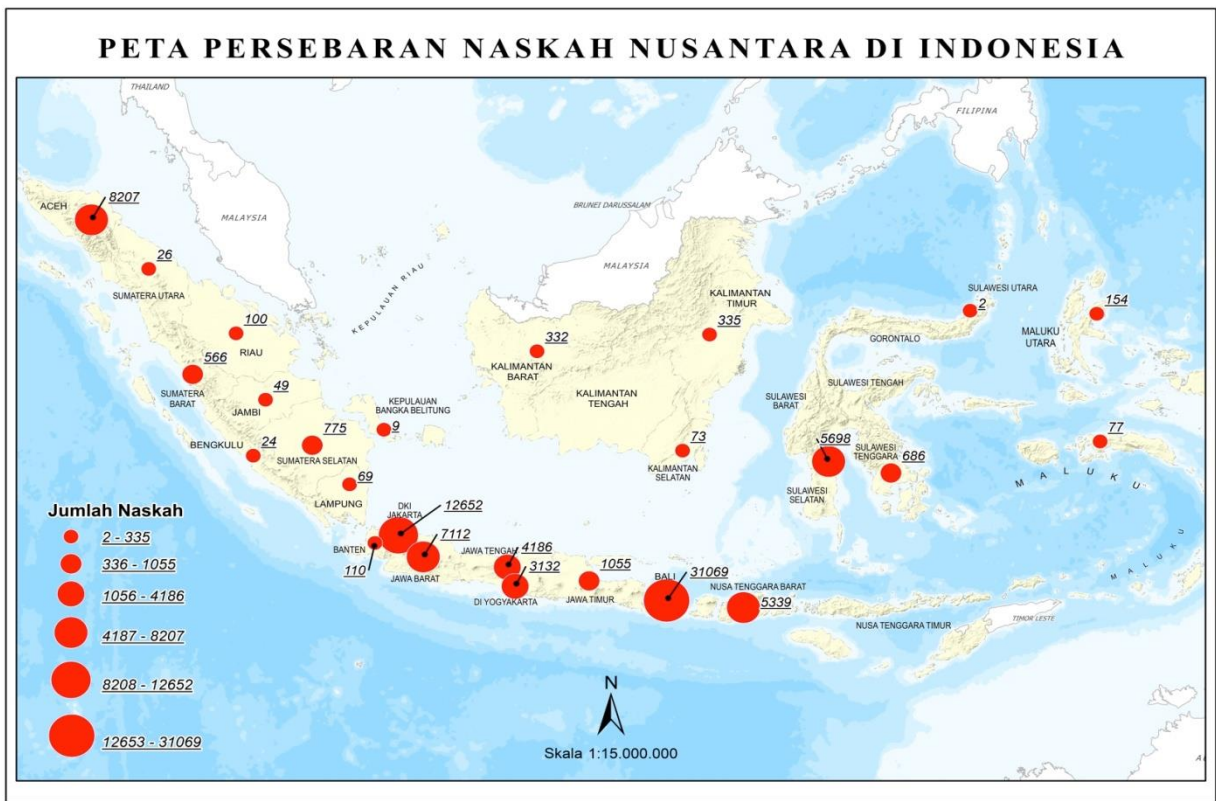 PETA PERSEBARAN NASKAH NUSANTARA DI INDONESIA
THAILAND
FILIPINA
MALAYSIA
BRUNEI DARUSSALAM
MALAYSIA
ACEH
8207
26
SUMATERA UTARA
KEPULAUAN RIAU
100
RIAU
566
SUMATERA
BARAT
49
JAMBI
KEPULAUAN
BANGKA BELITUNG
9
BENGKULU
24
775
SUMATERA SELATAN
69
LAMPUNG
332
KALIMANTAN
BARAT
KALIMANTAN
TIMUR
335
KALIMANTAN
TENGAH
73
KALIMANTAN
SELATAN
SULAWESI UTARA
2
GORONTALO
SULAWESI TENGAH
SULAWESI
BARAT
5698
SULAWESI
TENGGARA
686
SULAWESI
SELATAN
154
MALUKU
UTARA
77
MALUKU
MALUKU
DKI
JAKARTA
12652
BANTEN
110
7112
JAWA BARAT
JAWA TENGAH
4186
3132
DI YOGYAKARTA
1055
JAWA TIMUR
BALI
31069
NUSA TENGGARA BARAT
5339
NUSA TENGGARA TIMUR
TIMOR LESTE
Jumlah Naskah
2 - 335
336 - 1055
1056 - 4186
4187 - 8207
8208 - 12652
12653 - 31069
N
Skala 1:15.000.000